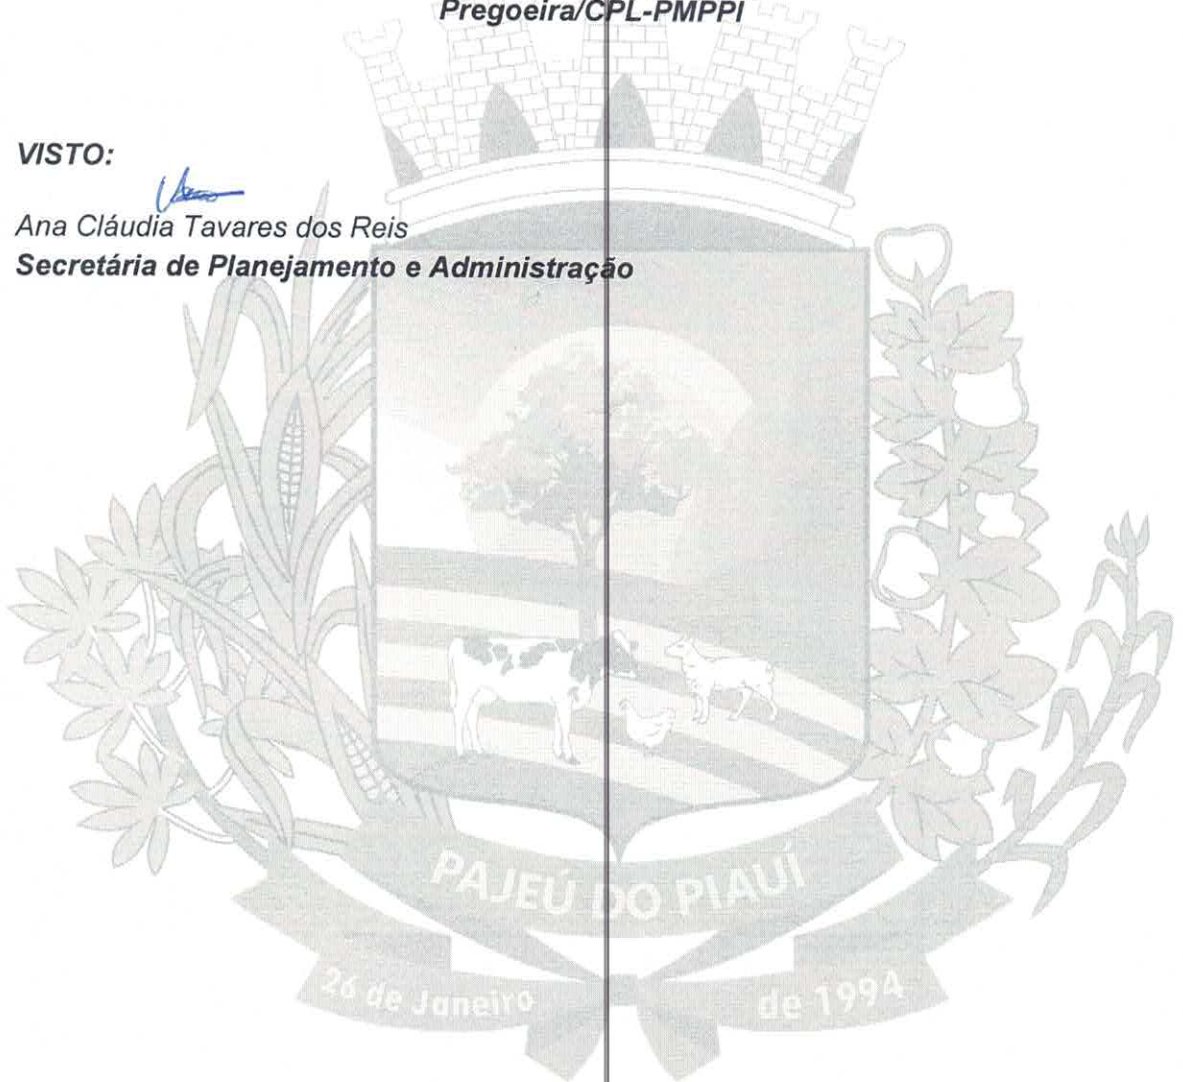 Pregoeira/CPL-PMPPI
VISTO:
Ana Cláudia Tavares dos Reis
Secretária de Planejamento e Administração
PAJEÚ DO PIAUÍ
26 de Janeiro de 1994